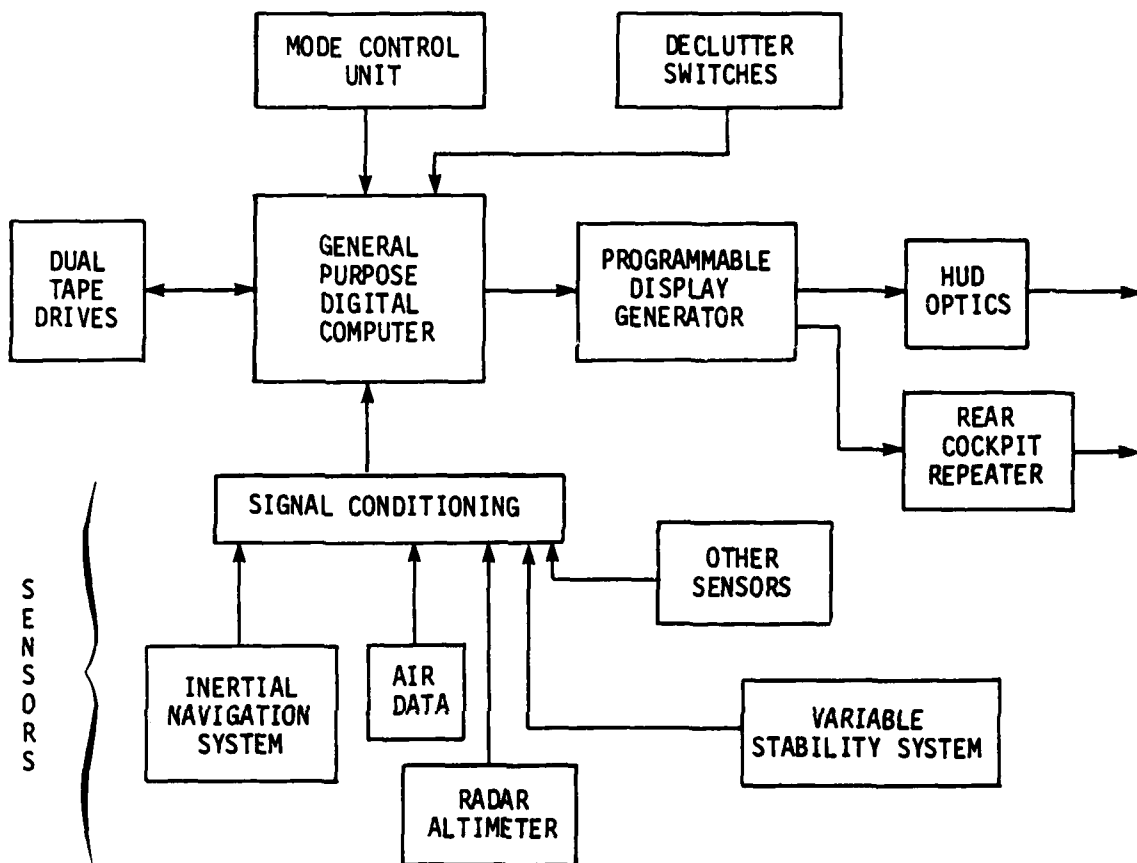 MODE CONTROL
UNIT
DECLUTTER
SWITCHES
DUAL
TAPE
DRIVES
GENERAL
PURPOSE
DIGITAL
COMPUTER
PROGRAMMABLE
DISPLAY
GENERATOR
HUD
OPTICS
REAR
COCKPIT
REPEATER
SIGNAL CONDITIONING
OTHER
SENSORS
SENSORS
INERTIAL
NAVIGATION
SYSTEM
AIR
DATA
RADAR
ALTIMETER
VARIABLE
STABILITY SYSTEM